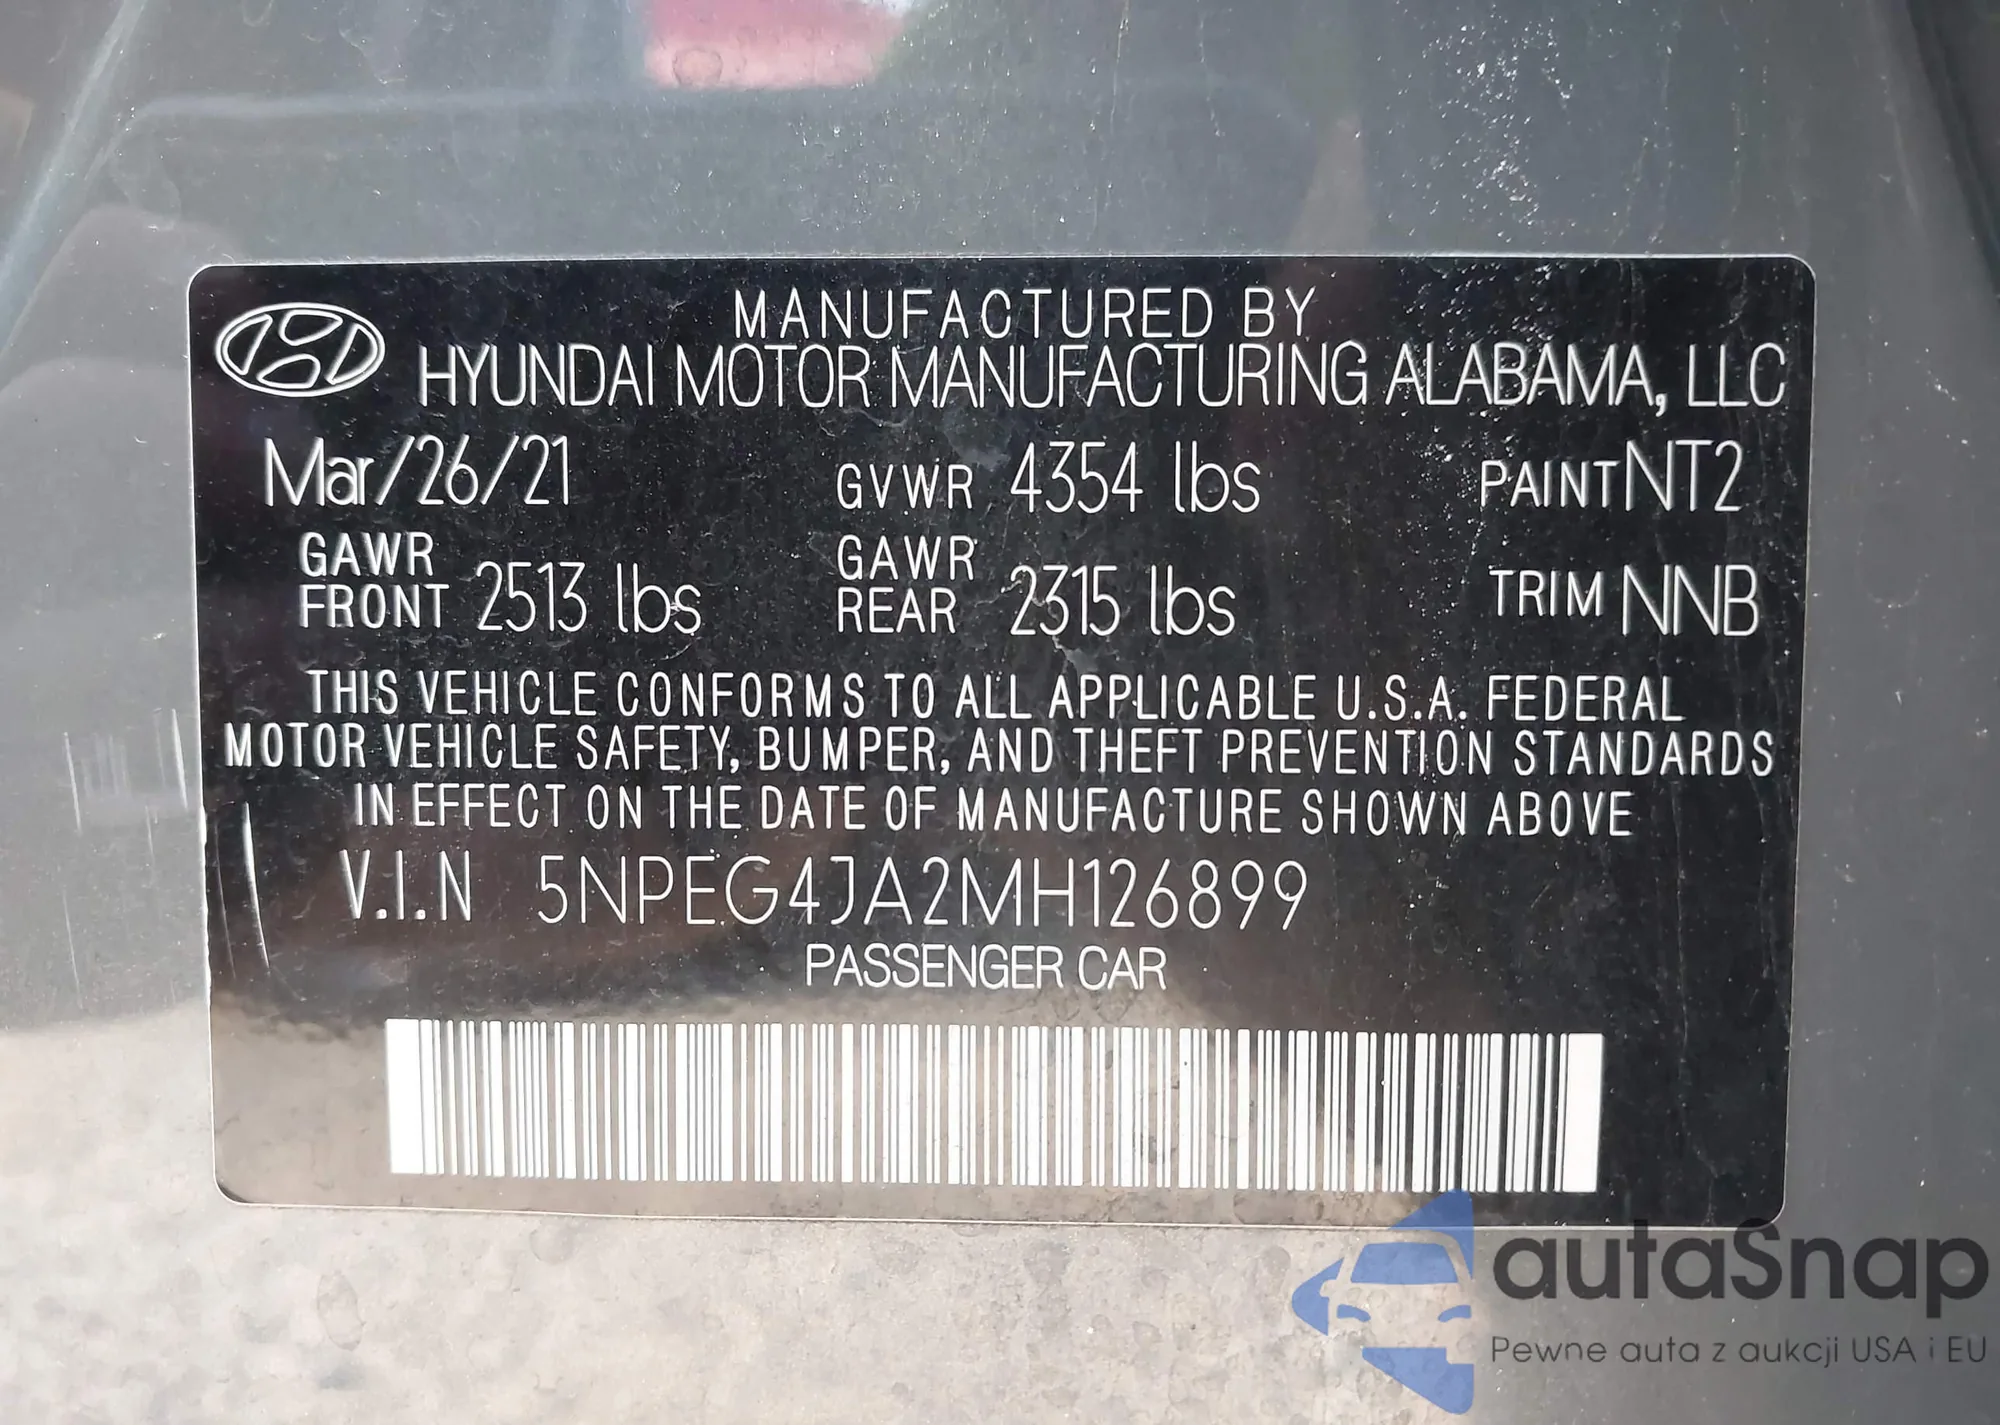 MANUFACTURED BY
HYUNDAI MOTOR MANUFACTURING ALABAMA, LLC
Mar/26/21 GVWR 4354 lbs PAINT NT2
GAWR FRONT 2513 lbs GAWR REAR 2315 lbs TRIM NNB
THIS VEHICLE CONFORMS TO ALL APPLICABLE U.S.A. FEDERAL
MOTOR VEHICLE SAFETY, BUMPER, AND THEFT PREVENTION STANDARDS
IN EFFECT ON THE DATE OF MANUFACTURE SHOWN ABOVE
V.I.N 5NPEG4JA2MH126899
PASSENGER CAR
autaSnap
Pewne auta z aukcji USA i EU